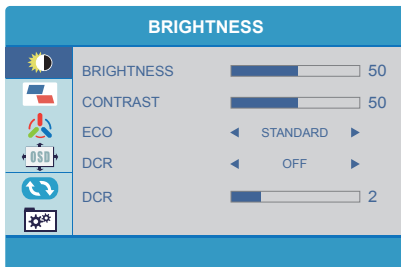 BRIGHTNESS
BRIGHTNESS 50
CONTRAST 50
ECO STANDARD
DCR OFF
OSD
DCR 2